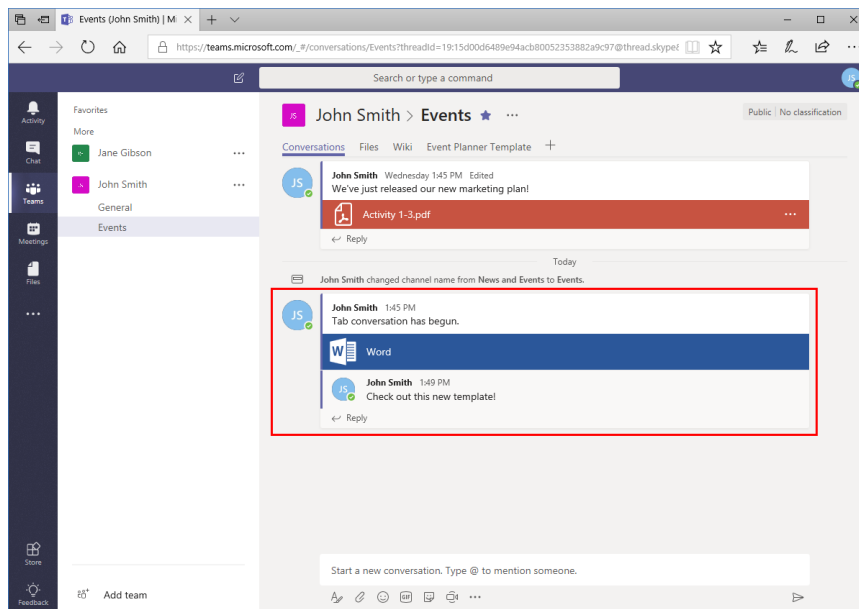 Events (John Smith) | Mi
https://teams.microsoft.com/_#/conversations/Events?threadId=19:15d00d6489e94acb80052353882a9c97@thread.skype&
Search or type a command
JS
Activity
Chat
Teams
Meetings
Files
Store
Feedback
Favorites
More
Jane Gibson
John Smith
General
Events
Add team
JS
John Smith > Events
Public | No classification
Conversations Files Wiki Event Planner Template
JS
John Smith Wednesday 1:45 PM Edited
We've just released our new marketing plan!
Activity 1-3.pdf
Reply
Today
John Smith changed channel name from News and Events to Events.
JS
John Smith 1:45 PM
Tab conversation has begun.
W Word
JS
John Smith 1:49 PM
Check out this new template!
Reply
Start a new conversation. Type @ to mention someone.
GIF